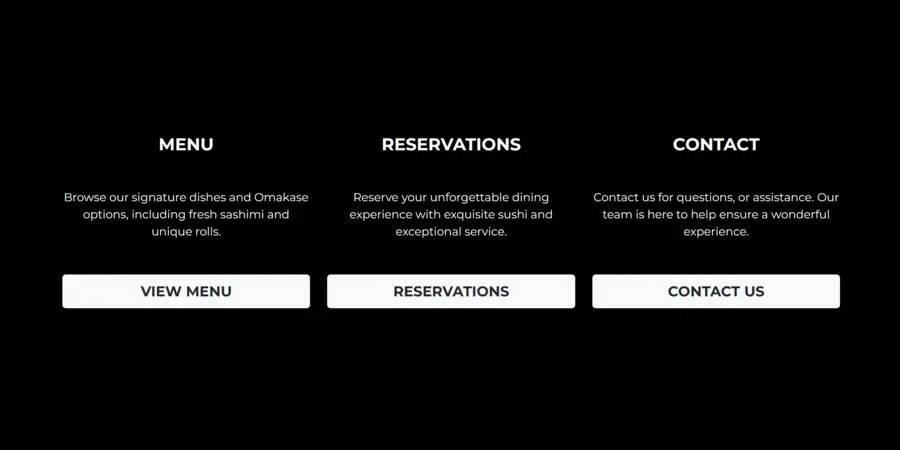 MENU
Browse our signature dishes and Omakase
options, including fresh sashimi and
unique rolls.
VIEW MENU
RESERVATIONS
Reserve your unforgettable dining
experience with exquisite sushi and
exceptional service.
RESERVATIONS
CONTACT
Contact us for questions, or assistance. Our
team is here to help ensure a wonderful
experience.
CONTACT US